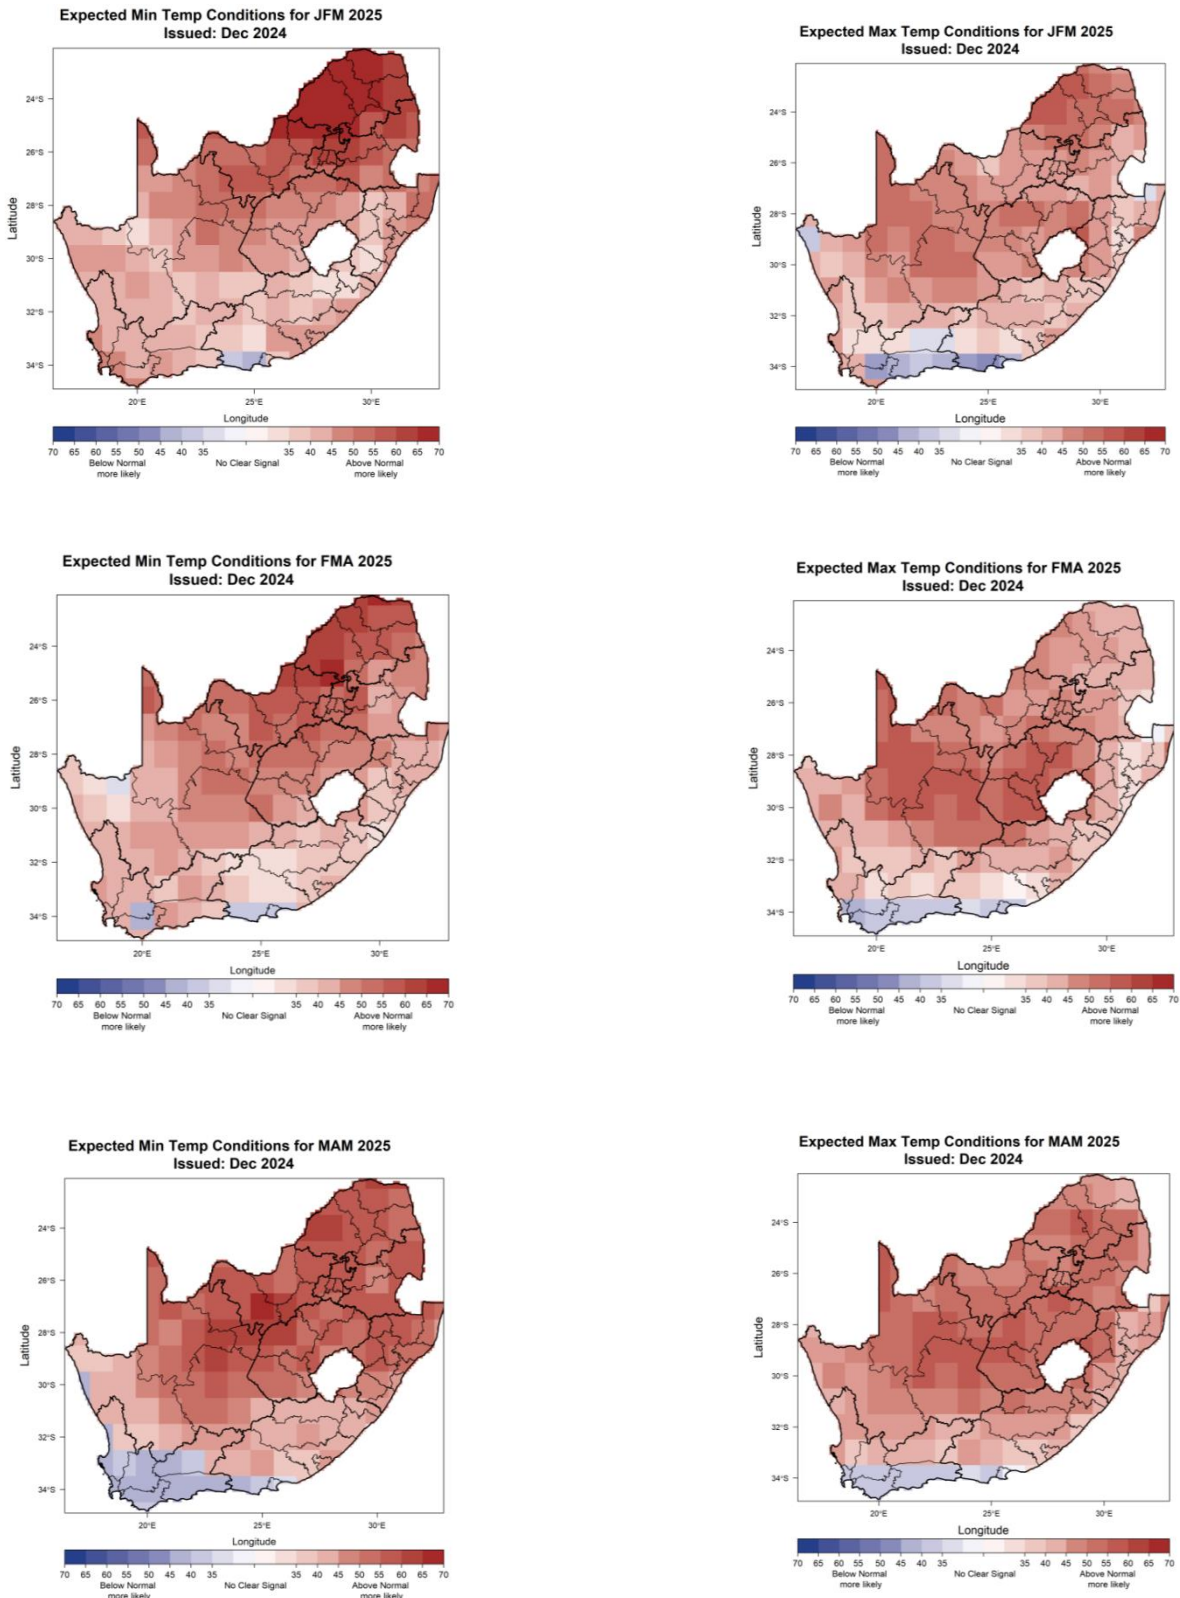 Expected Min Temp Conditions for JFM 2025
Issued: Dec 2024
24°S
26°S
28°S
30°S
32°S
34°S
Latitude
20°E 25°E 30°E
Longitude
70 65 60 55 50 45 40 35 35 40 45 50 55 60 65 70
Below Normal No Clear Signal Above Normal
more likely more likely
Expected Max Temp Conditions for JFM 2025
Issued: Dec 2024
24°S
26°S
28°S
30°S
32°S
34°S
Latitude
20°E 25°E 30°E
Longitude
70 65 60 55 50 45 40 35 35 40 45 50 55 60 65 70
Below Normal No Clear Signal Above Normal
more likely more likely
Expected Min Temp Conditions for FMA 2025
Issued: Dec 2024
24°S
26°S
28°S
30°S
32°S
34°S
Latitude
20°E 25°E 30°E
Longitude
70 65 60 55 50 45 40 35 35 40 45 50 55 60 65 70
Below Normal No Clear Signal Above Normal
more likely more likely
Expected Max Temp Conditions for FMA 2025
Issued: Dec 2024
24°S
26°S
28°S
30°S
32°S
34°S
Latitude
20°E 25°E 30°E
Longitude
70 65 60 55 50 45 40 35 35 40 45 50 55 60 65 70
Below Normal No Clear Signal Above Normal
more likely more likely
Expected Min Temp Conditions for MAM 2025
Issued: Dec 2024
24°S
26°S
28°S
30°S
32°S
34°S
Latitude
20°E 25°E 30°E
Longitude
70 65 60 55 50 45 40 35 35 40 45 50 55 60 65 70
Below Normal No Clear Signal Above Normal
more likely more likely
Expected Max Temp Conditions for MAM 2025
Issued: Dec 2024
24°S
26°S
28°S
30°S
32°S
34°S
Latitude
20°E 25°E 30°E
Longitude
70 65 60 55 50 45 40 35 35 40 45 50 55 60 65 70
Below Normal No Clear Signal Above Normal
more likely more likely